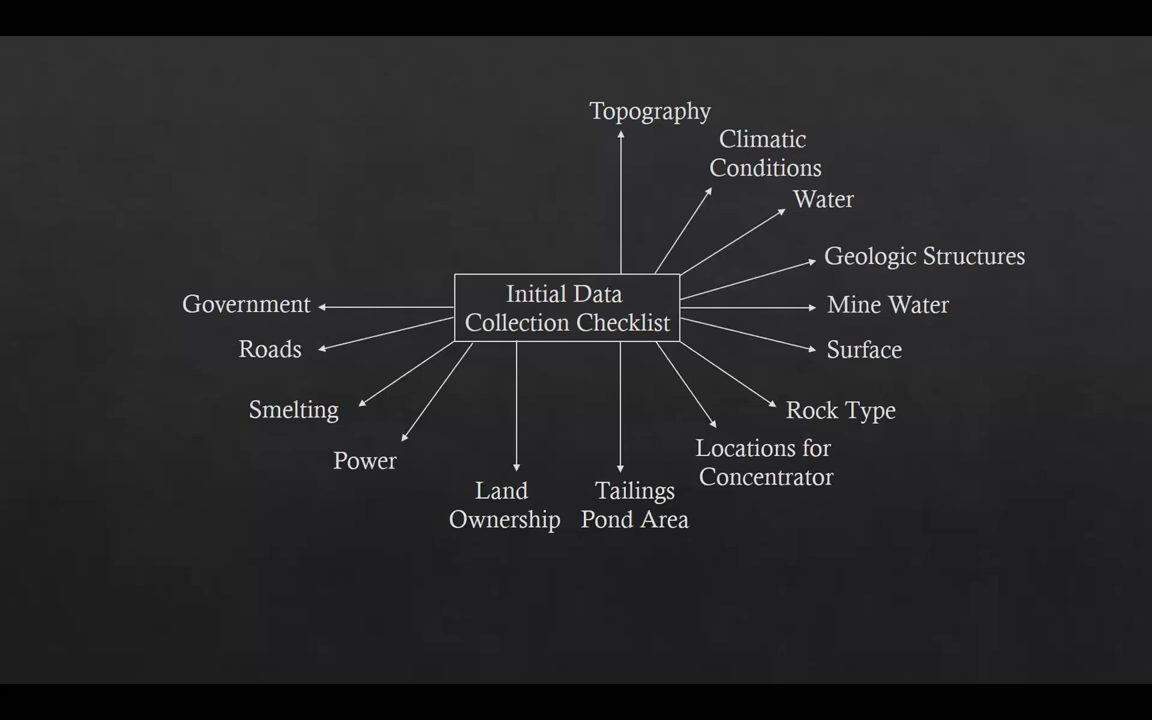 Topography
Climatic
Conditions
Water
Geologic Structures
Initial Data
Collection Checklist
Government
Mine Water
Roads
Surface
Smelting
Rock Type
Power
Locations for
Concentrator
Land
Ownership
Tailings
Pond Area